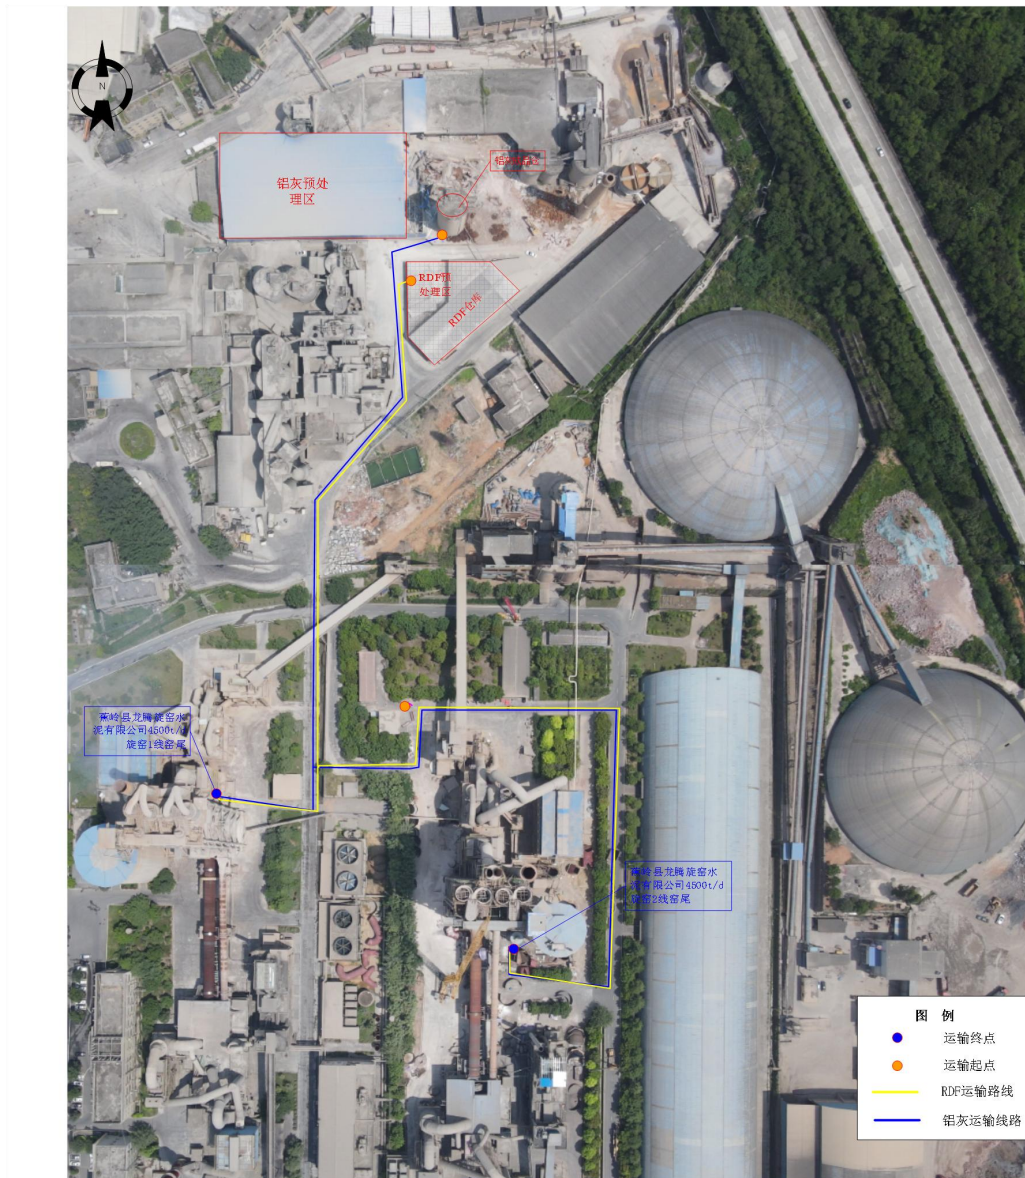 N
铝灰预处
理区
RDF预
处理区
RDF仓库
蕉岭县龙腾旋窑水
泥有限公司4500t/d
旋窑1线窑尾
蕉岭县龙腾旋窑水
泥有限公司4500t/d
旋窑2线窑尾
图 例
运输终点
运输起点
RDF运输路线
铝灰运输线路